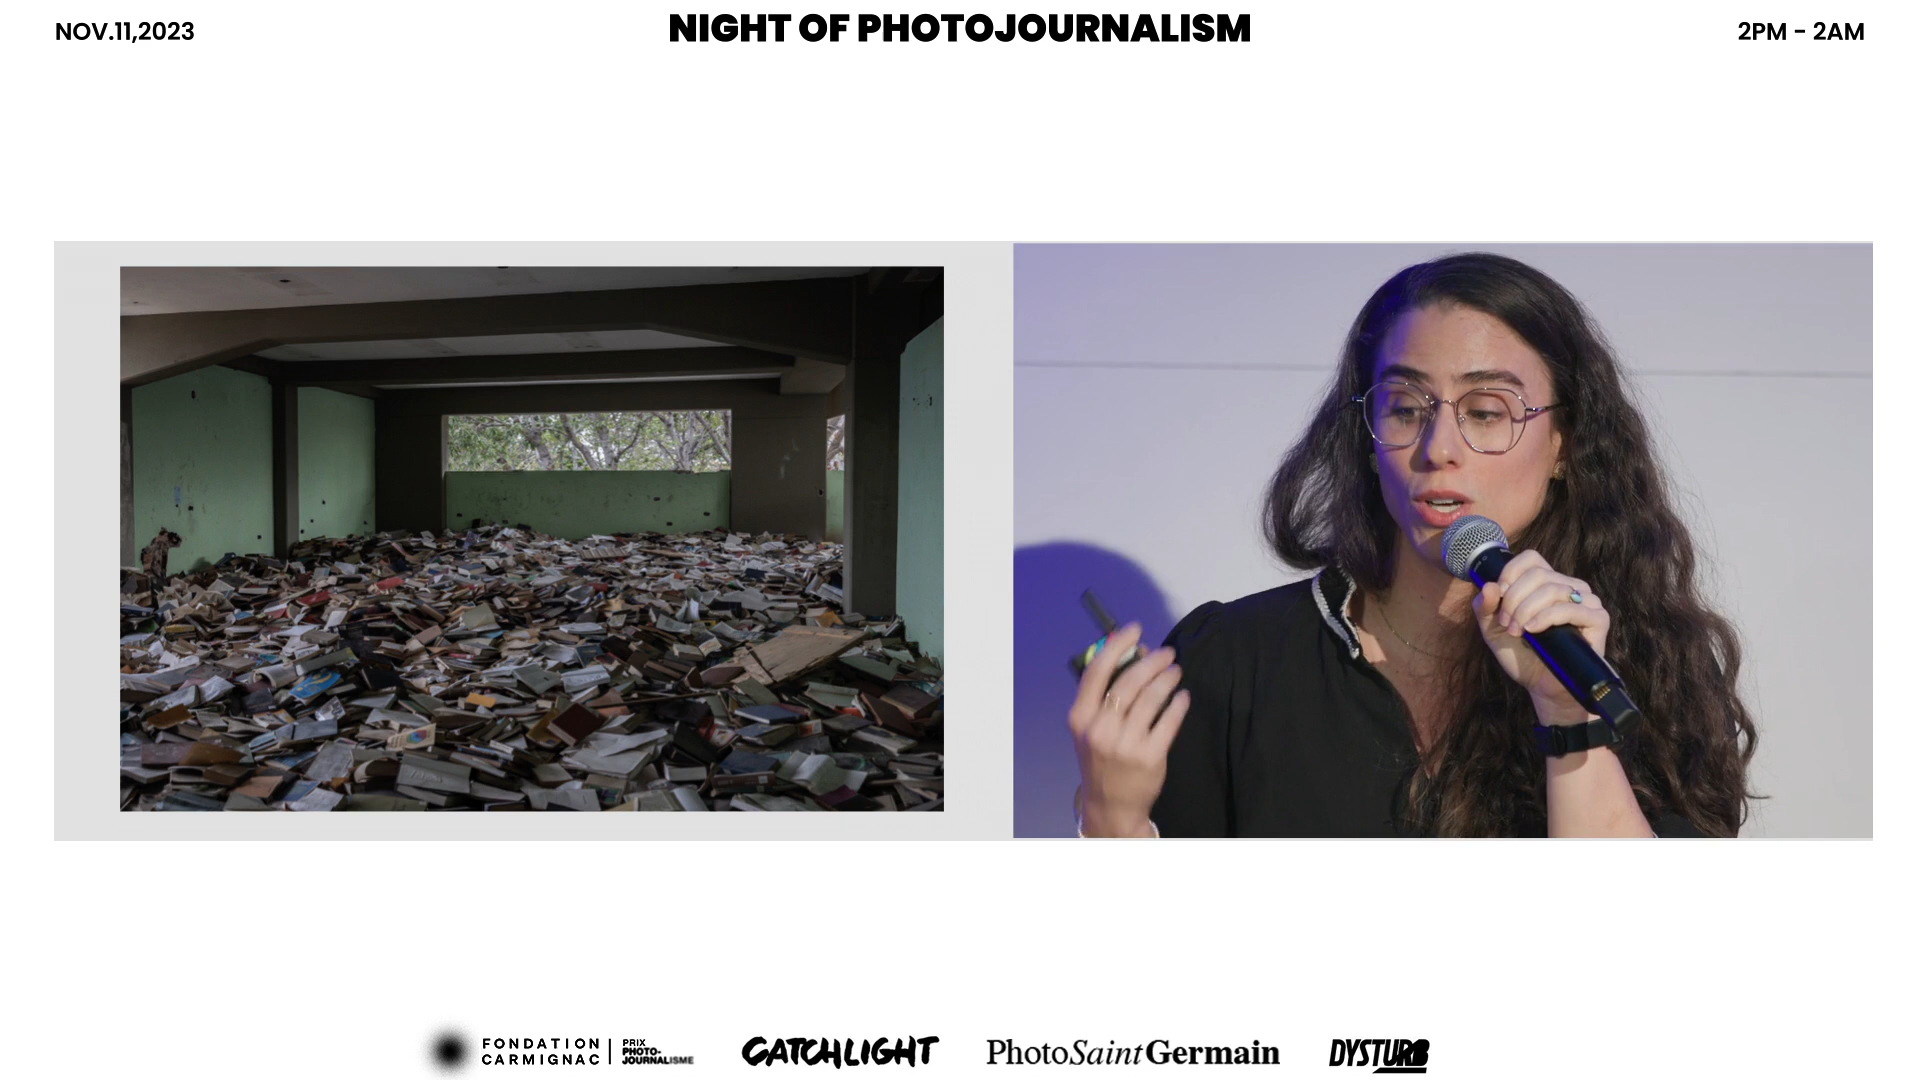 NOV.11,2023
NIGHT OF PHOTOJOURNALISM
2PM - 2AM
FONDATION
CARMIGNAC
PRIX
PHOTO-
JOURNALISME
CATCHLIGHT
PhotoSaintGermain
DYSTURB